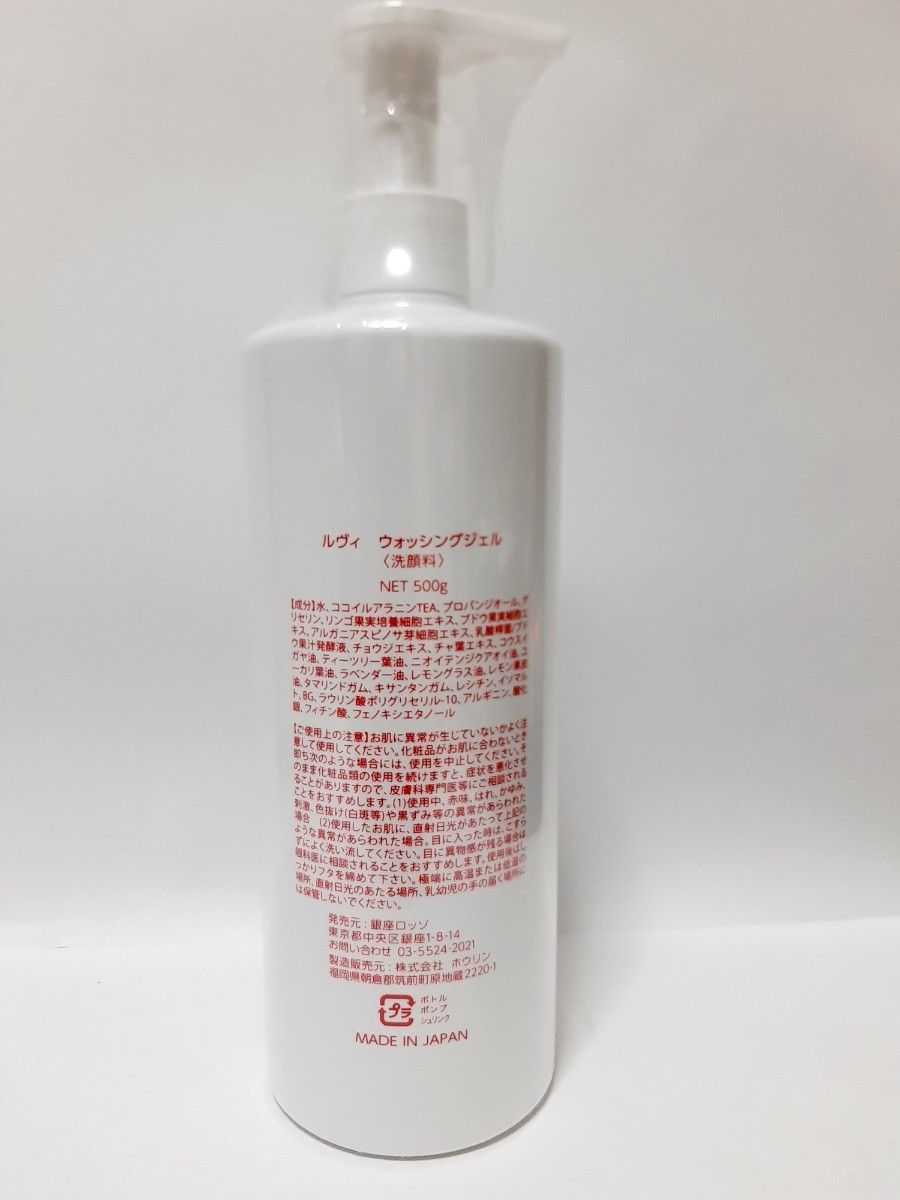 ルヴィ　ウォッシングジェル
〈洗顔料〉
NET 500g
【成分】水、ココイルアラニンTEA、プロパンジオール、グ
リセリン、リンゴ果実培養細胞エキス、ブドウ果実細胞エ
キス、アルガニアスピノサ芽細胞エキス、乳酸桿菌/ブド
ウ果汁発酵液、チョウジエキス、チャ葉エキス、コウスイ
ガヤ油、ティーツリー葉油、ニオイテンジクアオイ油、ユ
ーカリ葉油、ラベンダー油、レモングラス油、レモン果皮
油、タマリンドガム、キサンタンガム、レシチン、イソマル
ト、BG、ラウリン酸ポリグリセリル-10、アルギニン、酸化
銀、フィチン酸、フェノキシエタノール
【ご使用上の注意】お肌に異常が生じていないかよく注
意して使用してください。化粧品がお肌に合わないとき
即ち次のような場合には、使用を中止してください。そ
のまま化粧品類の使用を続けますと、症状を悪化させ
ることがありますので、皮膚科専門医等にご相談される
ことをおすすめします。(1)使用中、赤味、はれ、かゆみ、
刺激、色抜け(白斑等)や黒ずみ等の異常があらわれた
場合　(2)使用したお肌に、直射日光があたって上記の
ような異常があらわれた場合。目に入った時は、こすら
ずによく洗い流してください。目に異物感が残る場合は
眼科医に相談されることをおすすめします。使用後はし
っかりフタを締めて下さい。極端に高温または低温の
場所、直射日光のあたる場所、乳幼児の手の届く場所に
は保管しないでください。
発売元：銀座ロッソ
東京都中央区銀座1-8-14
お問い合わせ 03-5524-2021
製造販売元：株式会社　ホウリン
福岡県朝倉郡筑前町原地蔵2220-1
プラ
ボトル
ポンプ
シュリンク
MADE IN JAPAN